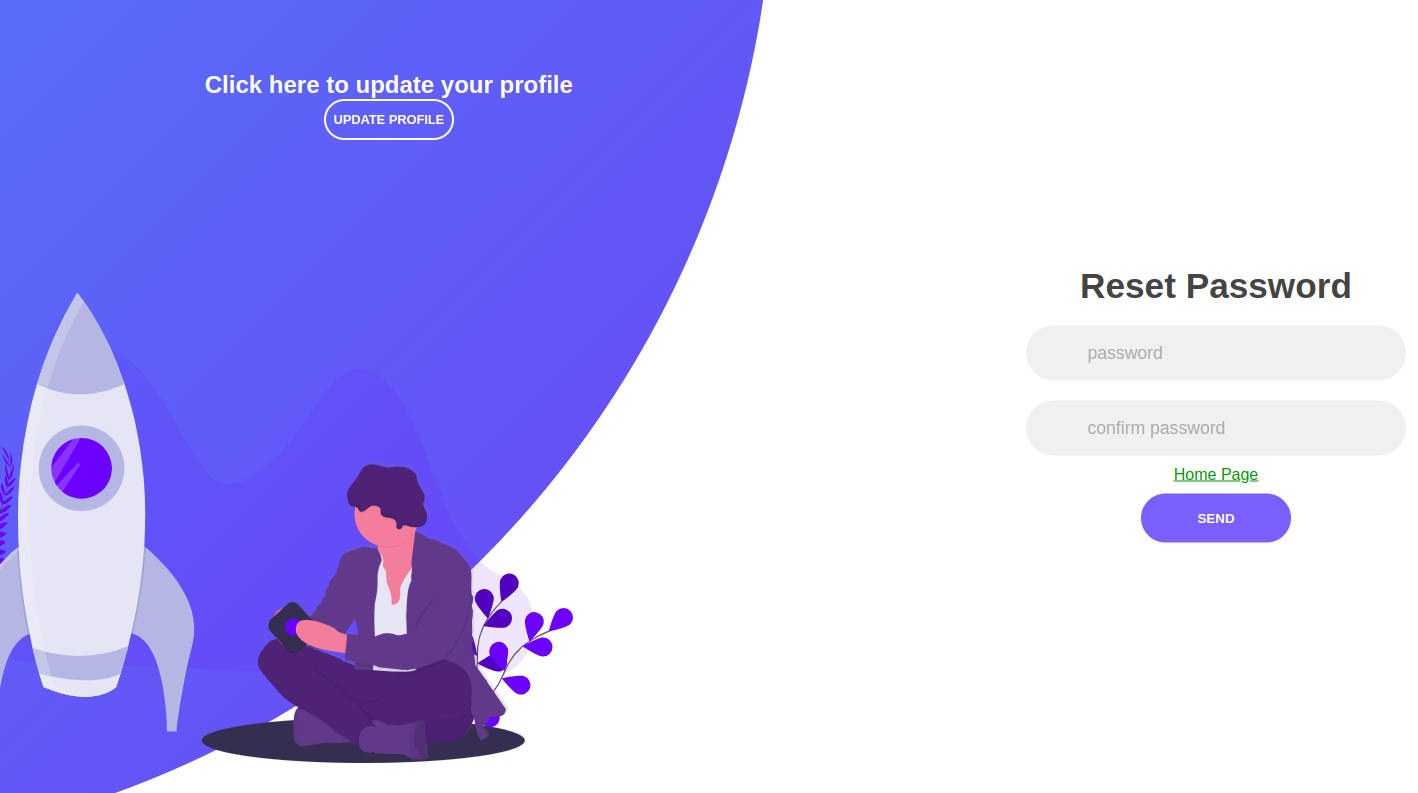 Click here to update your profile
UPDATE PROFILE
Reset Password
password
confirm password
Home Page
SEND